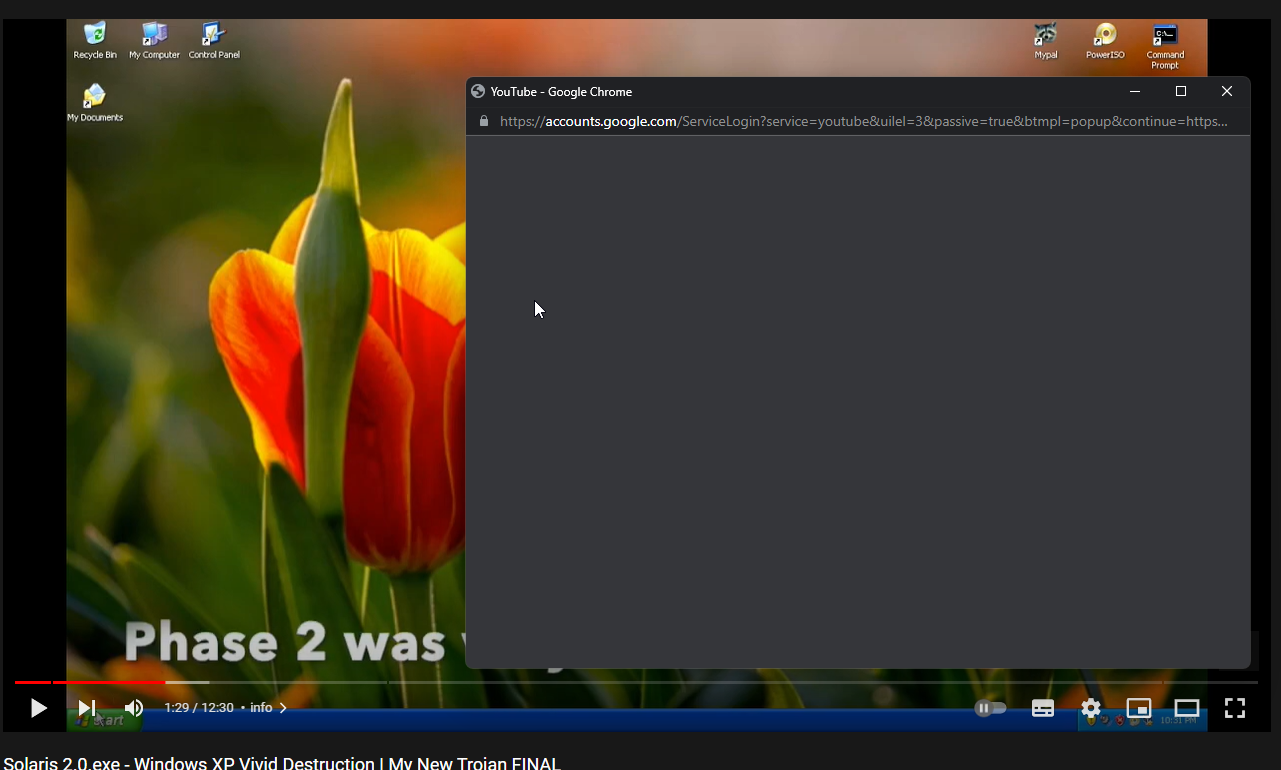 Recycle Bin
My Computer
Control Panel
My Documents
Mypal
PowerISO
Command
Prompt
YouTube - Google Chrome
https://accounts.google.com/ServiceLogin?service=youtube&uilel=3&passive=true&btmpl=popup&continue=https...
Phase 2 was
1:29 / 12:30 • info
start
10:31 PM
Solaris 2.0.exe - Windows XP Vivid Destruction | My New Trojan FINAL